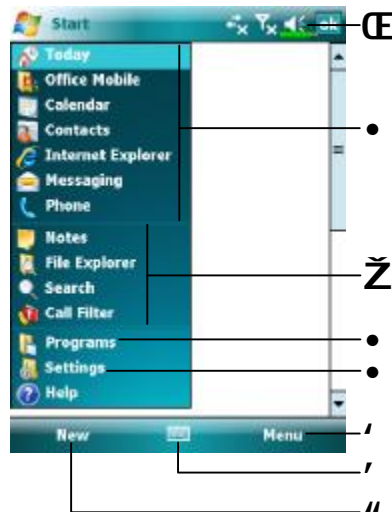 Start ok Œ
Today
Office Mobile
Calendar
Contacts •
Internet Explorer
Messaging
Phone
Notes
File Explorer Ž
Search
Call Filter
Programs •
Settings •
Help
New Menu ‘
’
“